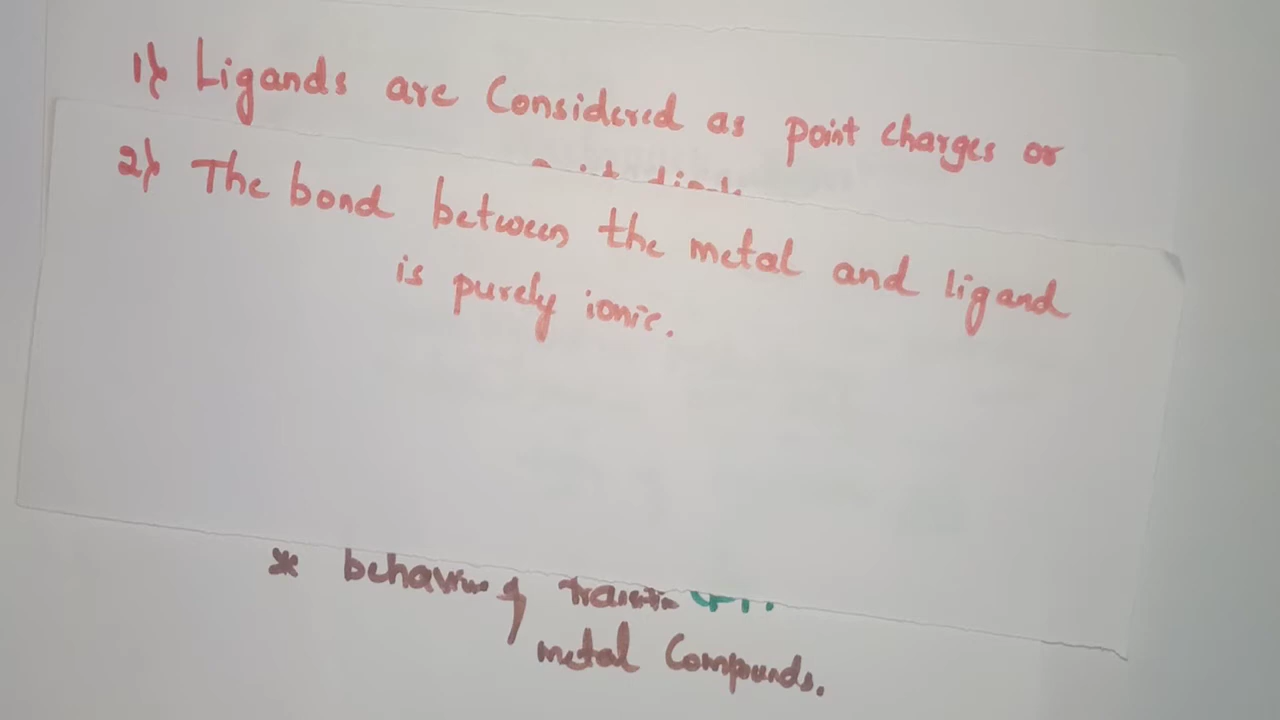 1) Ligands are Considered as point charges or
2) The bond between the metal and ligand
is purely ionic.
* behaviour of
metal Compounds.